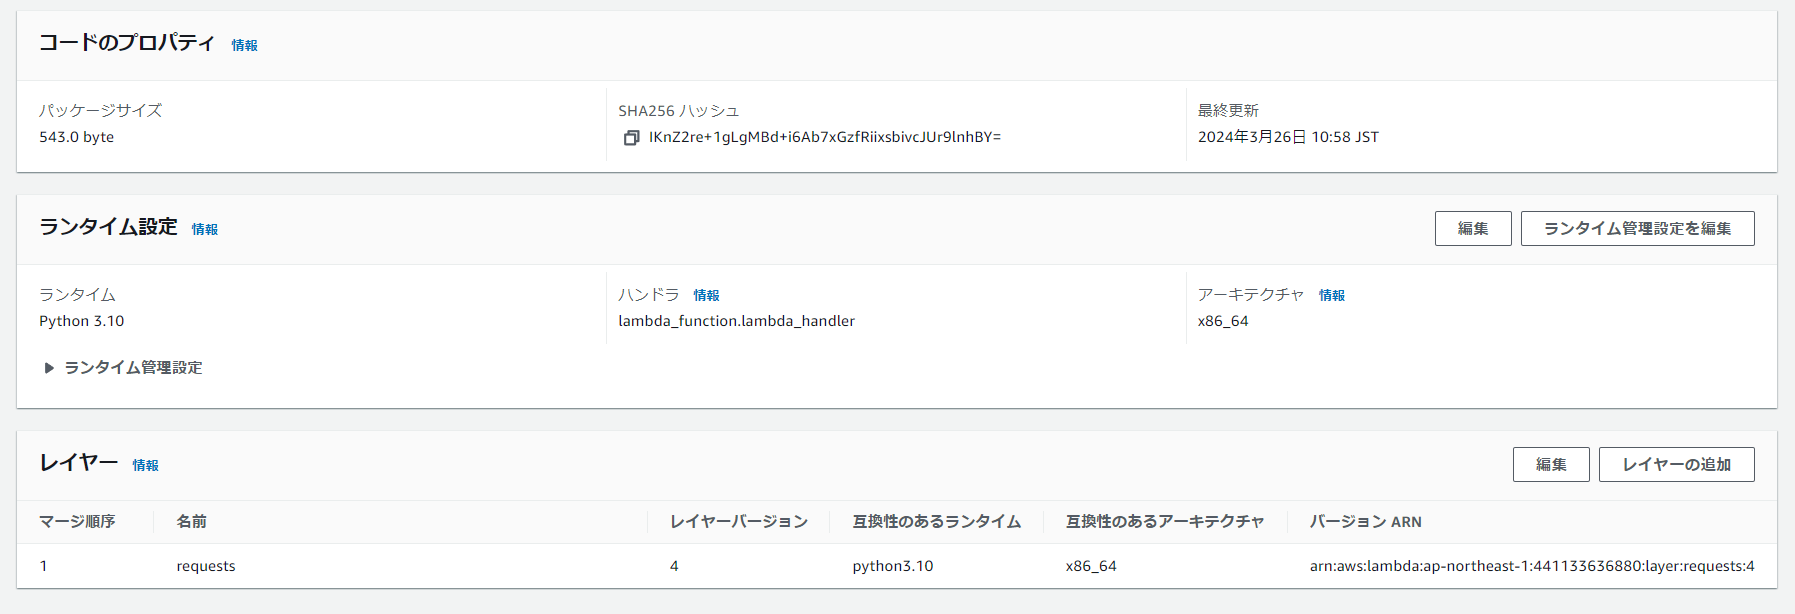 コードのプロパティ 情報
パッケージサイズ
543.0 byte
SHA256 ハッシュ
IKnZ2re+1gLgMBd+i6Ab7xGzfRiixsbivcJUr9lnhBY=
最終更新
2024年3月26日 10:58 JST
ランタイム設定 情報
編集
ランタイム管理設定を編集
ランタイム
Python 3.10
ハンドラ 情報
lambda_function.lambda_handler
アーキテクチャ 情報
x86_64
ランタイム管理設定
レイヤー 情報
編集
レイヤーの追加
マージ順序 名前 レイヤーバージョン 互換性のあるランタイム 互換性のあるアーキテクチャ バージョン ARN
1 requests 4 python3.10 x86_64 arn:aws:lambda:ap-northeast-1:441133636880:layer:requests:4